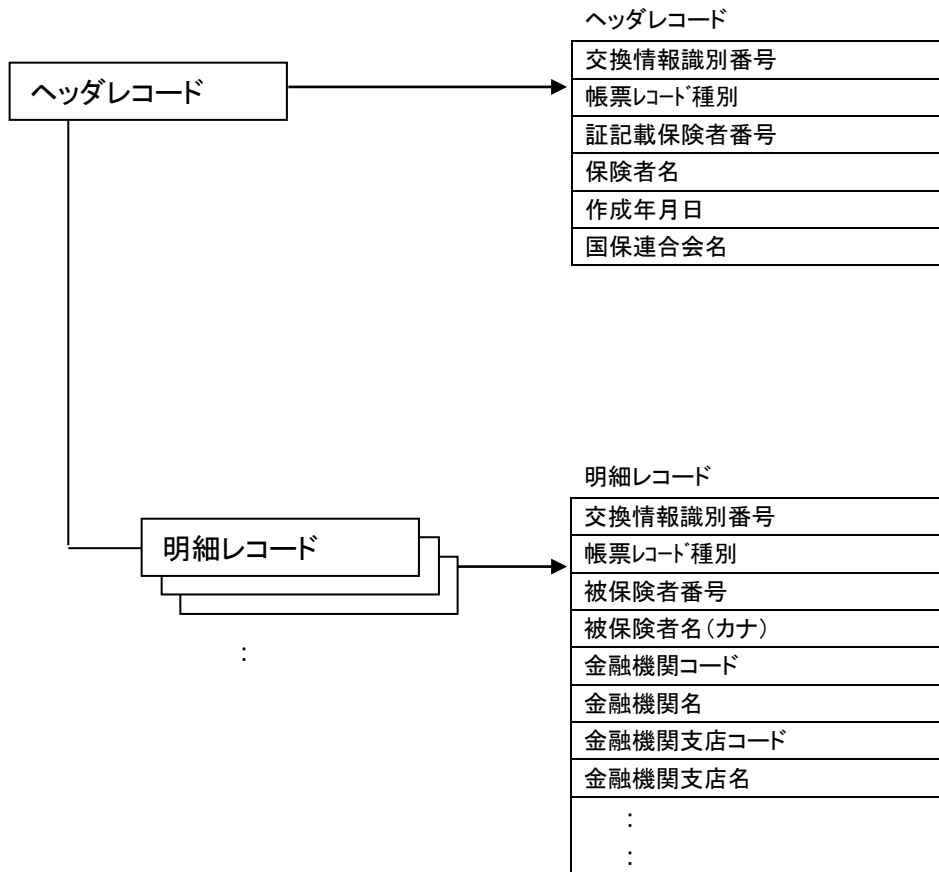 ヘッダレコード
ヘッダレコード
交換情報識別番号
帳票ﾚｺｰﾄﾞ種別
証記載保険者番号
保険者名
作成年月日
国保連合会名
明細レコード
:
明細レコード
交換情報識別番号
帳票ﾚｺｰﾄﾞ種別
被保険者番号
被保険者名(カナ)
金融機関コード
金融機関名
金融機関支店コード
金融機関支店名
:
: